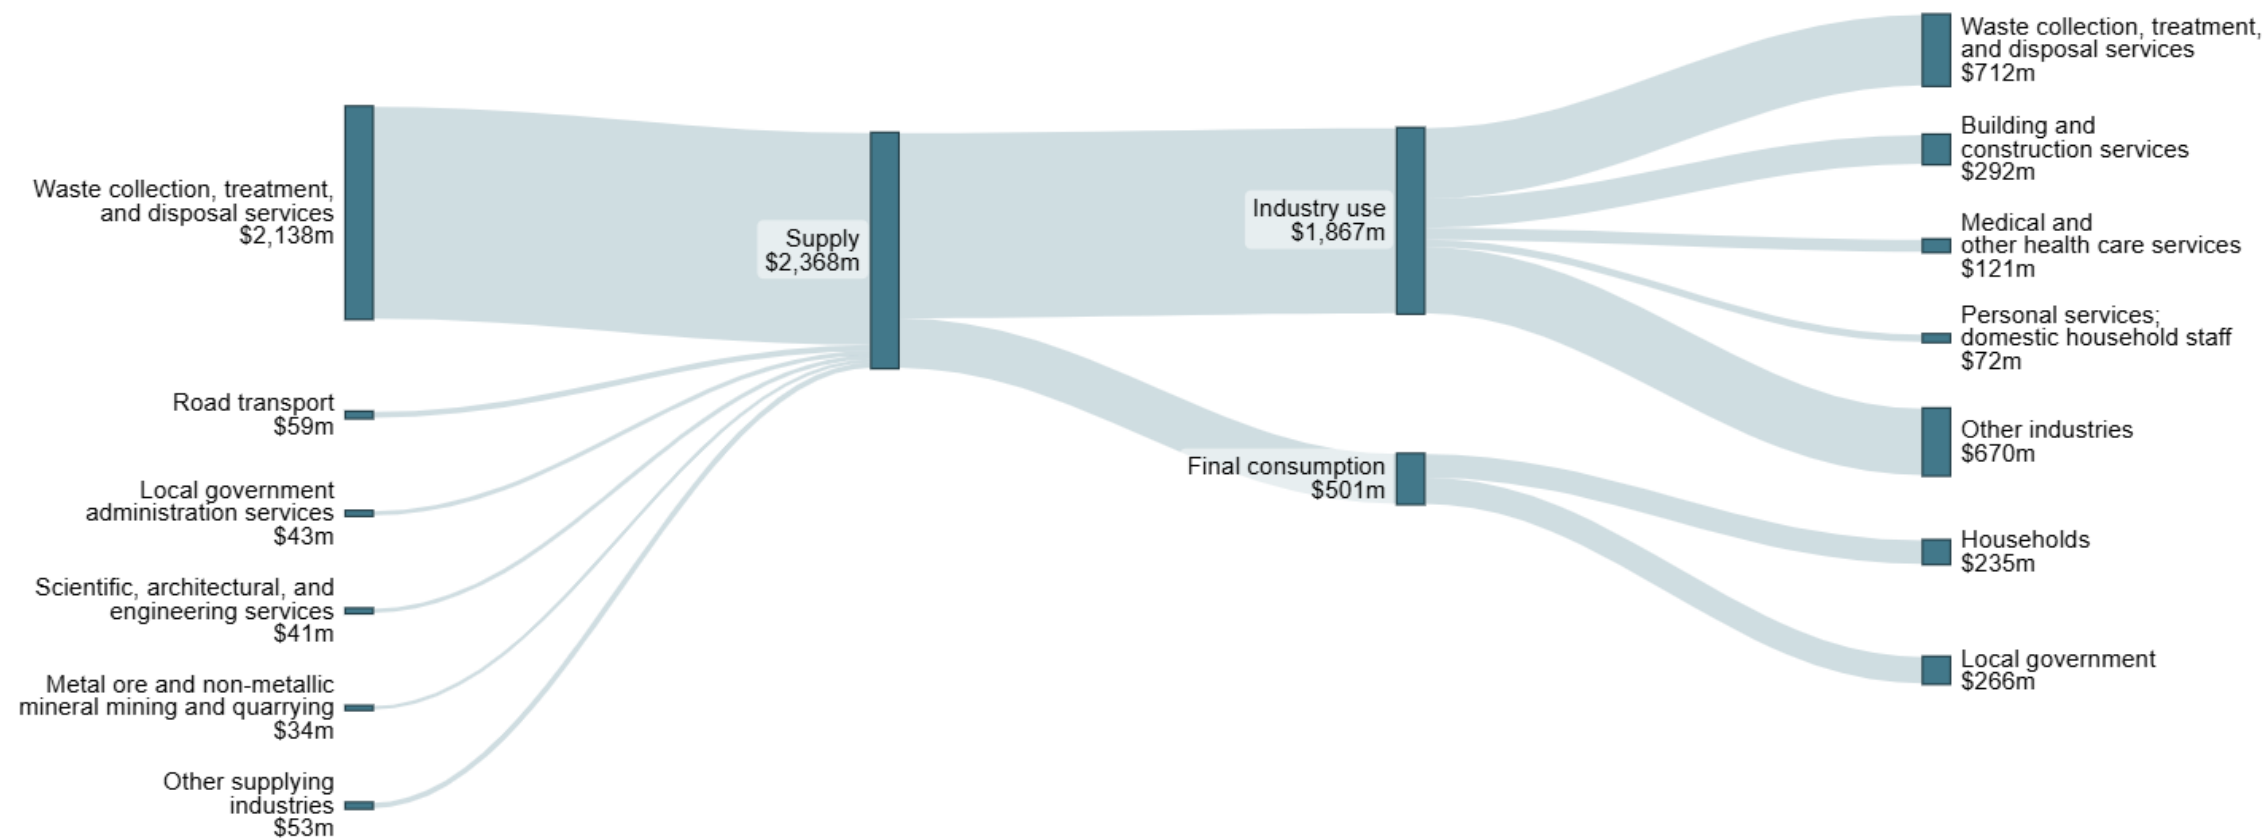 Waste collection, treatment,
and disposal services
$2,138m
Road transport
$59m
Local government
administration services
$43m
Scientific, architectural, and
engineering services
$41m
Metal ore and non-metallic
mineral mining and quarrying
$34m
Other supplying
industries
$53m
Supply
$2,368m
Industry use
$1,867m
Final consumption
$501m
Waste collection, treatment,
and disposal services
$712m
Building and
construction services
$292m
Medical and
other health care services
$121m
Personal services;
domestic household staff
$72m
Other industries
$670m
Households
$235m
Local government
$266m